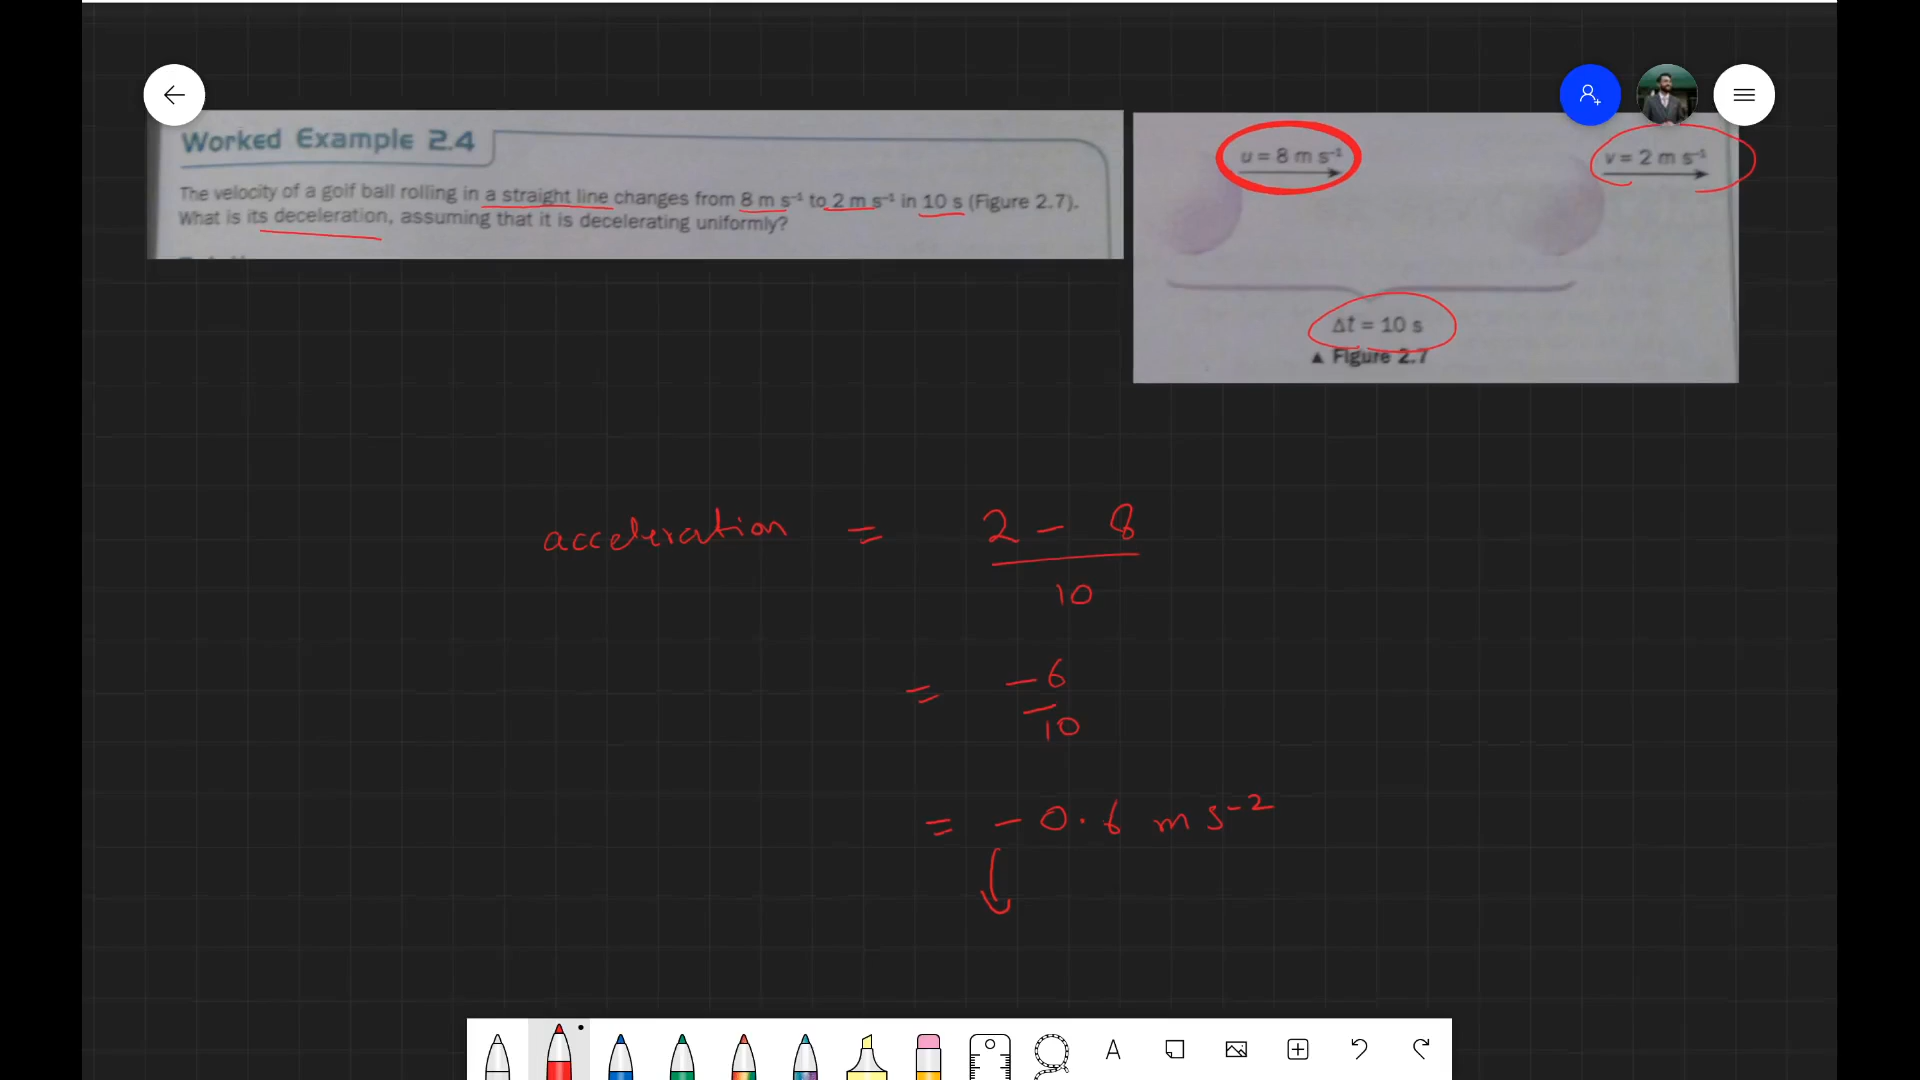 Worked Example 2.4
The velocity of a golf ball rolling in a straight line changes from 8 m s⁻¹ to 2 m s⁻¹ in 10 s (Figure 2.7).
What is its deceleration, assuming that it is decelerating uniformly?
u = 8 m s⁻¹
v = 2 m s⁻¹
Δt = 10 s
▲ Figure 2.7
acceleration = 2 - 8
10
= -6
10
= -0.6 m s⁻²
A